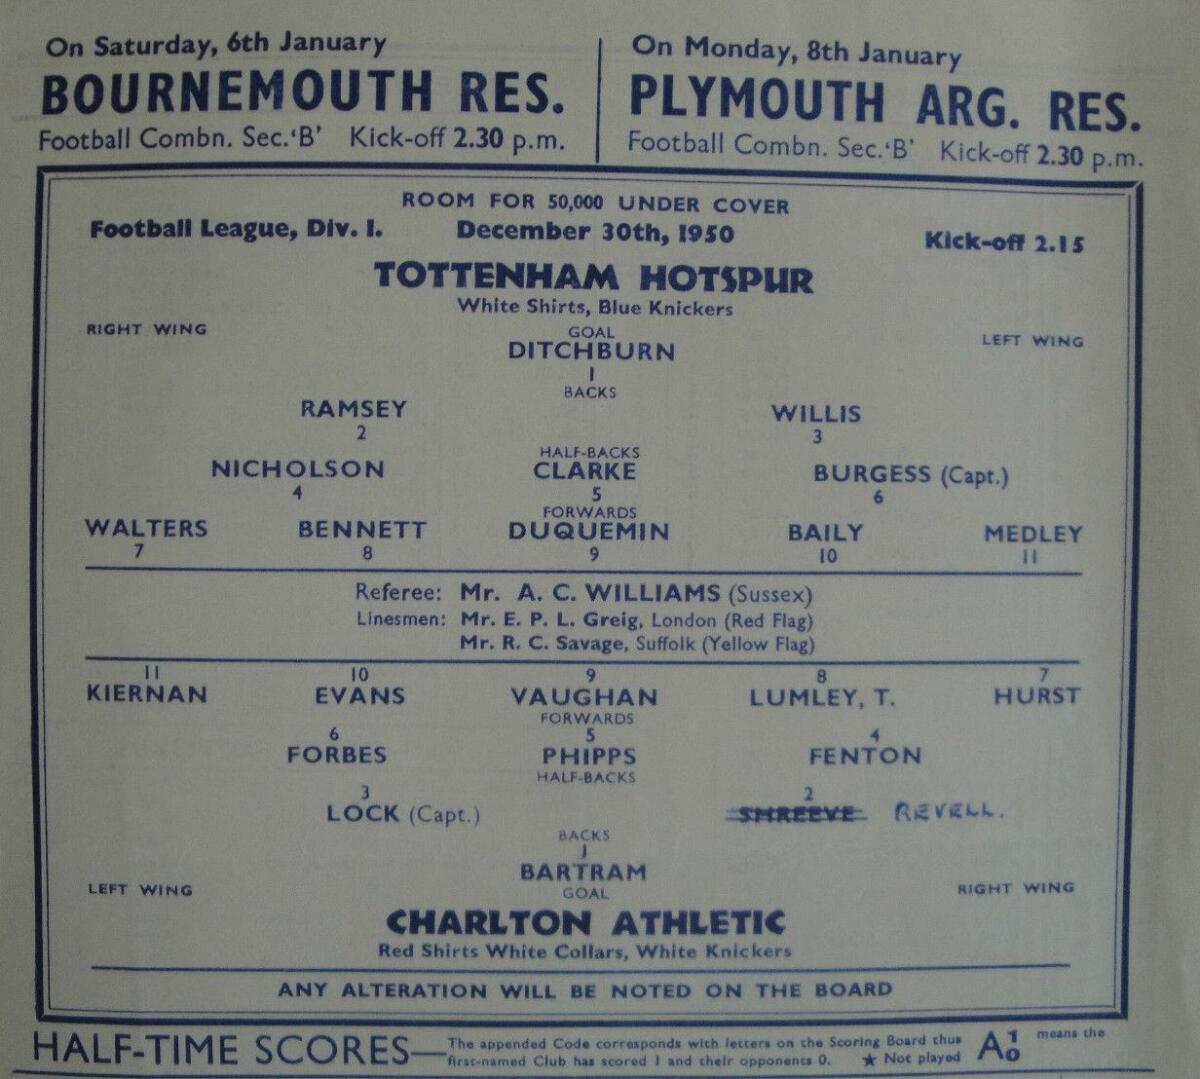 On Saturday, 6th January
BOURNEMOUTH RES.
Football Combn. Sec.'B' Kick-off 2.30 p.m.
On Monday, 8th January
PLYMOUTH ARG. RES.
Football Combn. Sec.'B' Kick-off 2.30 p.m.
ROOM FOR 50,000 UNDER COVER
Football League, Div. I. December 30th, 1950 Kick-off 2.15
TOTTENHAM HOTSPUR
White Shirts, Blue Knickers
RIGHT WING GOAL LEFT WING
DITCHBURN
1
BACKS
RAMSEY WILLIS
2 3
HALF-BACKS
NICHOLSON CLARKE BURGESS (Capt.)
4 5 6
FORWARDS
WALTERS BENNETT DUQUEMIN BAILY MEDLEY
7 8 9 10 11
Referee: Mr. A. C. WILLIAMS (Sussex)
Linesmen: Mr. E. P. L. Greig, London (Red Flag)
Mr. R. C. Savage, Suffolk (Yellow Flag)
11 10 9 8 7
KIERNAN EVANS VAUGHAN LUMLEY, T. HURST
FORWARDS
6 5 4
FORBES PHIPPS FENTON
HALF-BACKS
3 2
LOCK (Capt.) SHREEVE REVELL.
BACKS
1
BARTRAM
LEFT WING GOAL RIGHT WING
CHARLTON ATHLETIC
Red Shirts White Collars, White Knickers
ANY ALTERATION WILL BE NOTED ON THE BOARD
HALF-TIME SCORES—The appended Code corresponds with letters on the Scoring Board thus A 1 0 means the
first-named Club has scored 1 and their opponents 0. ★ Not played